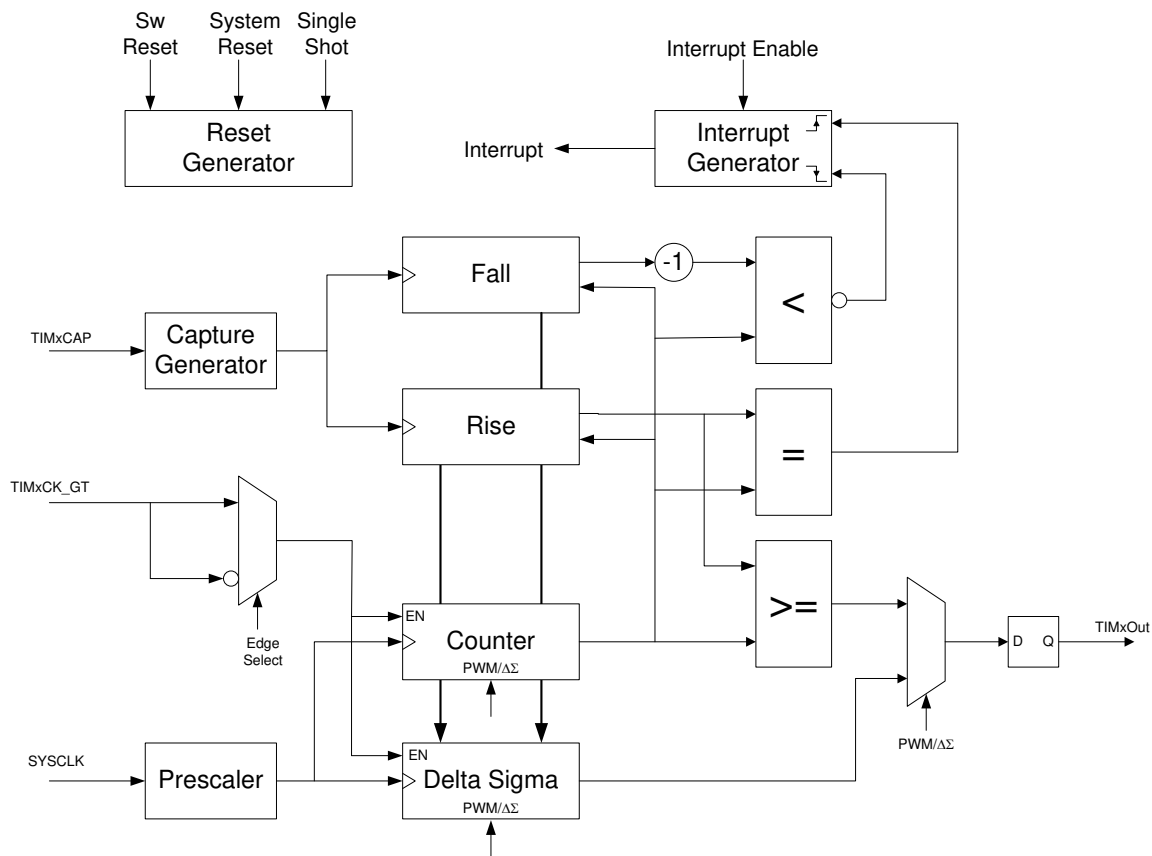 Sw
Reset
System
Reset
Single
Shot
Interrupt Enable
Reset
Generator
Interrupt
Interrupt
Generator
Fall
-1
<
TIMxCAP
Capture
Generator
Rise
=
TIMxCK_GT
Edge
Select
EN
Counter
PWM/ΔΣ
>=
D Q
TIMxOut
PWM/ΔΣ
SYSCLK
Prescaler
EN
Delta Sigma
PWM/ΔΣ